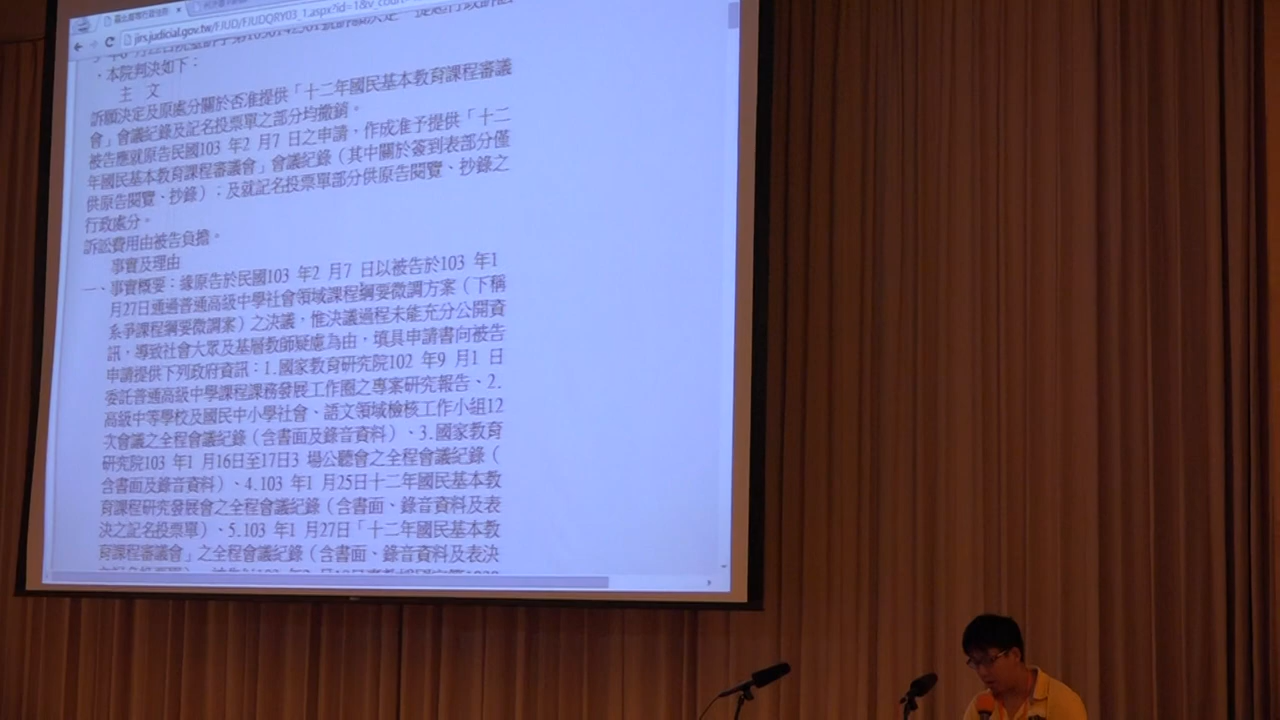 jirs.judicial.gov.tw/FJUD/FJUDQRY03_1.aspx?id=1&v_court=
，本院判決如下：
主 文
訴願決定及原處分關於否准提供「十二年國民基本教育課程審議
會」會議紀錄及記名投票單之部分均撤銷。
被告應就原告民國103 年2 月7 日之申請，作成准予提供「十二
年國民基本教育課程審議會」會議紀錄（其中關於簽到表部分僅
供原告閱覽、抄錄）；及就記名投票單部分供原告閱覽、抄錄之
行政處分。
訴訟費用由被告負擔。
事實及理由
一、事實概要：緣原告於民國103 年2 月7 日以被告於103 年1
月27日通過普通高級中學社會領域課程綱要微調方案（下稱
系爭課程綱要微調案）之決議，惟決議過程未能充分公開資
訊，導致社會大眾及基層教師疑慮為由，填具申請書向被告
申請提供下列政府資訊：1.國家教育研究院102 年9 月1 日
委託普通高級中學課程課務發展工作圈之專案研究報告、2.
高級中等學校及國民中小學社會、語文領域檢核工作小組12
次會議之全程會議紀錄（含書面及錄音資料）、3.國家教育
研究院103 年1 月16日至17日3 場公聽會之全程會議紀錄（
含書面及錄音資料）、4.103 年1 月25日十二年國民基本教
育課程研究發展會之全程會議紀錄（含書面、錄音資料及表
決之記名投票單）、5.103 年1 月27日「十二年國民基本教
育課程審議會」之全程會議紀錄（含書面、錄音資料及表決